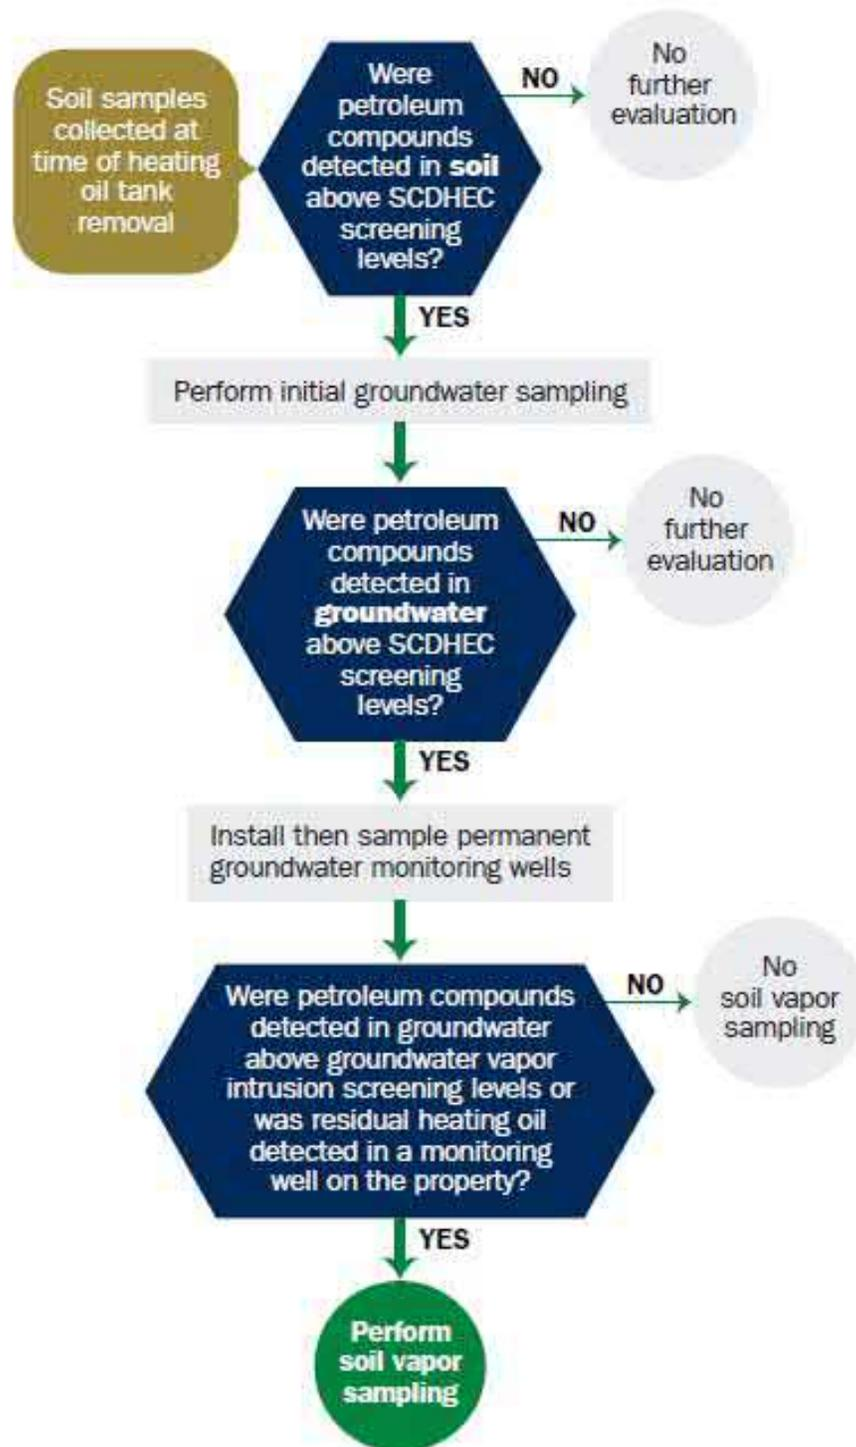 Soil samples
collected at
time of heating
oil tank
removal
Were
petroleum
compounds
detected in soil
above SCDHEC
screening
levels?
NO
No
further
evaluation
YES
Perform initial groundwater sampling
Were petroleum
compounds
detected in
groundwater
above SCDHEC
screening
levels?
NO
No
further
evaluation
YES
Install then sample permanent
groundwater monitoring wells
Were petroleum compounds
detected in groundwater
above groundwater vapor
intrusion screening levels or
was residual heating oil
detected in a monitoring
well on the property?
NO
No
soil vapor
sampling
YES
Perform
soil vapor
sampling